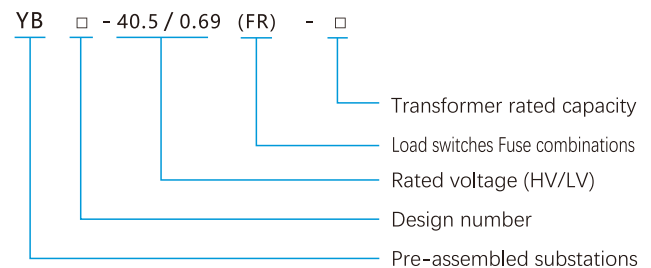 YB □ - 40.5 / 0.69 (FR) - □
Transformer rated capacity
Load switches Fuse combinations
Rated voltage (HV/LV)
Design number
Pre-assembled substations